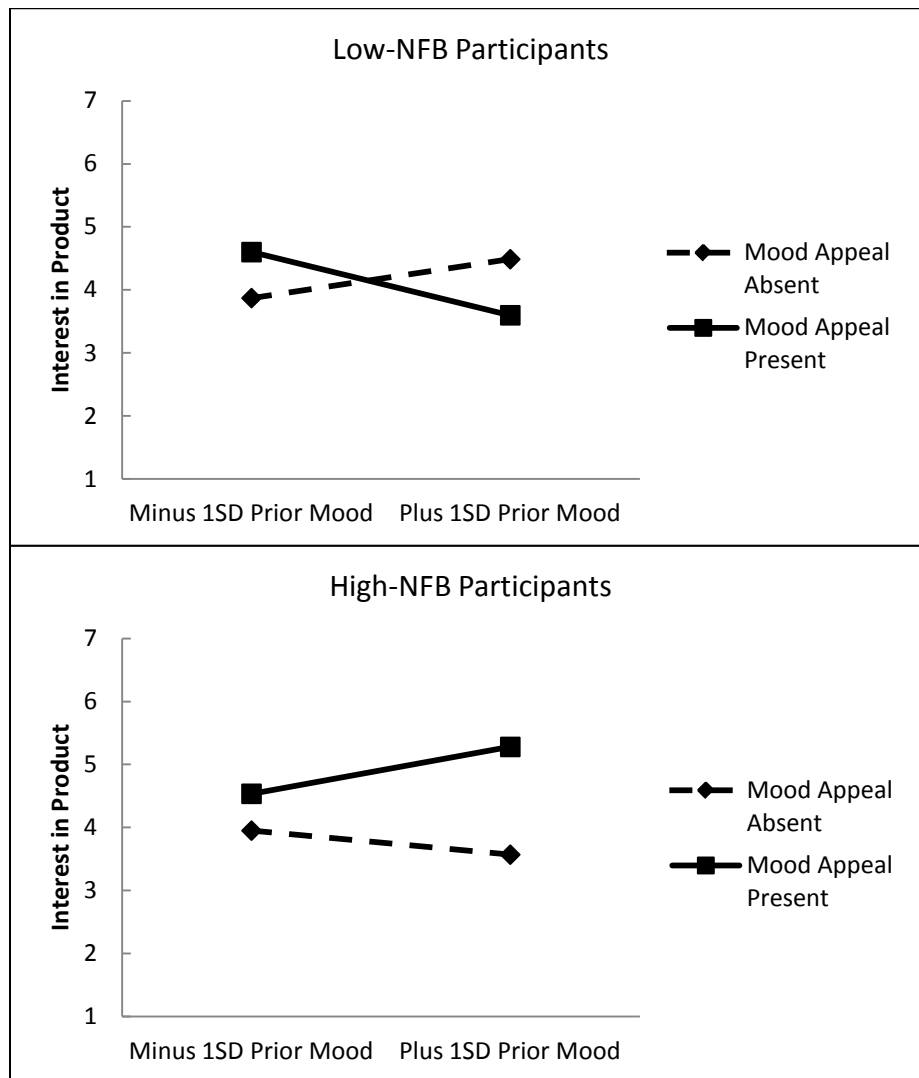 Low-NFB Participants
7
6
5
4
3
2
1
Interest in Product
Minus 1SD Prior Mood Plus 1SD Prior Mood
Mood Appeal
Absent
Mood Appeal
Present
High-NFB Participants
7
6
5
4
3
2
1
Interest in Product
Minus 1SD Prior Mood Plus 1SD Prior Mood
Mood Appeal
Absent
Mood Appeal
Present